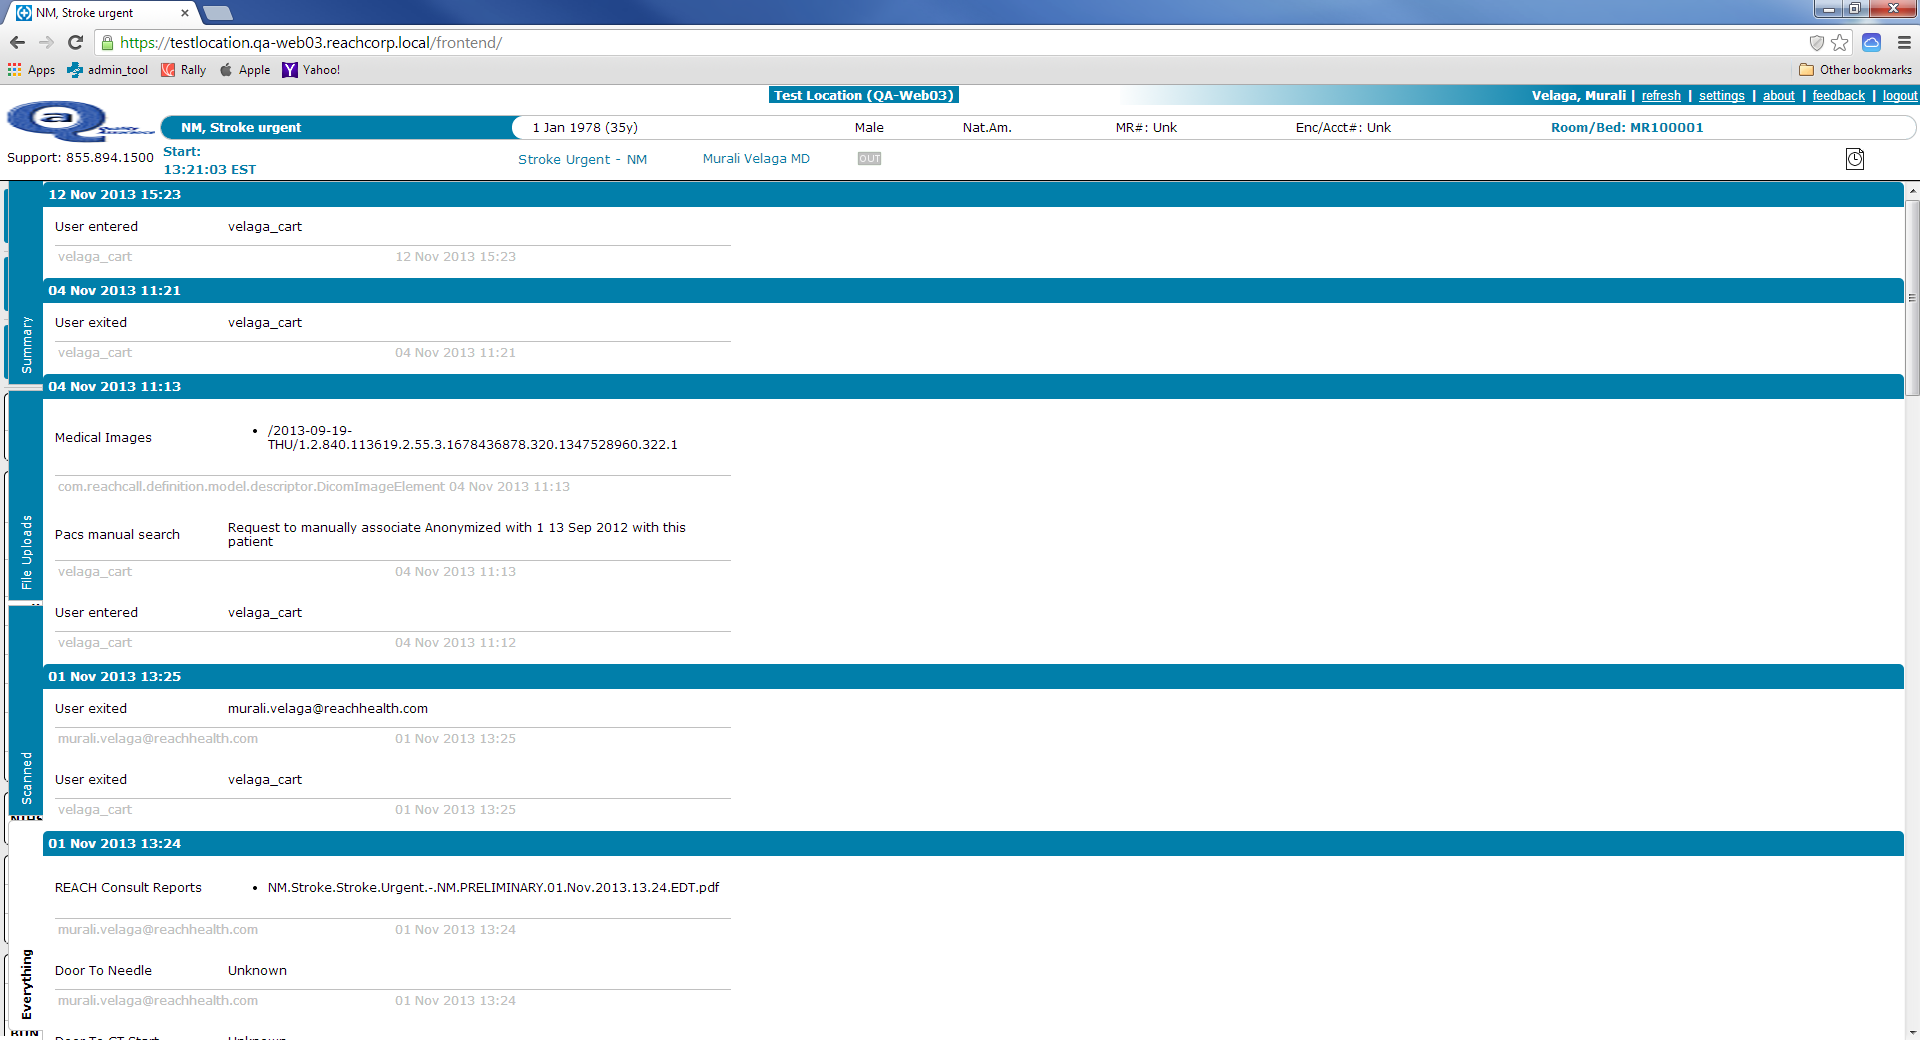 NM, Stroke urgent
https://testlocation.qa-web03.reachcorp.local/frontend/
Apps admin_tool Rally Apple Yahoo! Other bookmarks
Test Location (QA-Web03) Velaga, Murali | refresh | settings | about | feedback | logout
a Quality Assurance
NM, Stroke urgent 1 Jan 1978 (35y) Male Nat.Am. MR#: Unk Enc/Acct#: Unk Room/Bed: MR100001
Support: 855.894.1500 Start: 13:21:03 EST Stroke Urgent - NM Murali Velaga MD OUT
Summary
File Uploads
Scanned
Everything
12 Nov 2013 15:23
User entered velaga_cart
velaga_cart 12 Nov 2013 15:23
04 Nov 2013 11:21
User exited velaga_cart
velaga_cart 04 Nov 2013 11:21
04 Nov 2013 11:13
Medical Images • /2013-09-19-
THU/1.2.840.113619.2.55.3.1678436878.320.1347528960.322.1
com.reachcall.definition.model.descriptor.DicomImageElement 04 Nov 2013 11:13
Pacs manual search Request to manually associate Anonymized with 1 13 Sep 2012 with this
patient
velaga_cart 04 Nov 2013 11:13
User entered velaga_cart
velaga_cart 04 Nov 2013 11:12
01 Nov 2013 13:25
User exited murali.velaga@reachhealth.com
murali.velaga@reachhealth.com 01 Nov 2013 13:25
User exited velaga_cart
velaga_cart 01 Nov 2013 13:25
01 Nov 2013 13:24
REACH Consult Reports • NM.Stroke.Stroke.Urgent.-.NM.PRELIMINARY.01.Nov.2013.13.24.EDT.pdf
murali.velaga@reachhealth.com 01 Nov 2013 13:24
Door To Needle Unknown
murali.velaga@reachhealth.com 01 Nov 2013 13:24
Door To CT Start Unknown